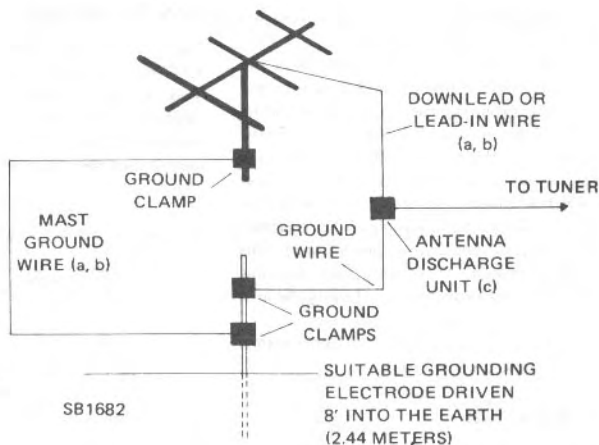 DOWNLEAD OR
LEAD-IN WIRE
(a, b)
GROUND
CLAMP
TO TUNER
MAST
GROUND
WIRE (a, b)
GROUND
WIRE
ANTENNA
DISCHARGE
UNIT (c)
GROUND
CLAMPS
SUITABLE GROUNDING
ELECTRODE DRIVEN
8' INTO THE EARTH
(2.44 METERS)
SB1682